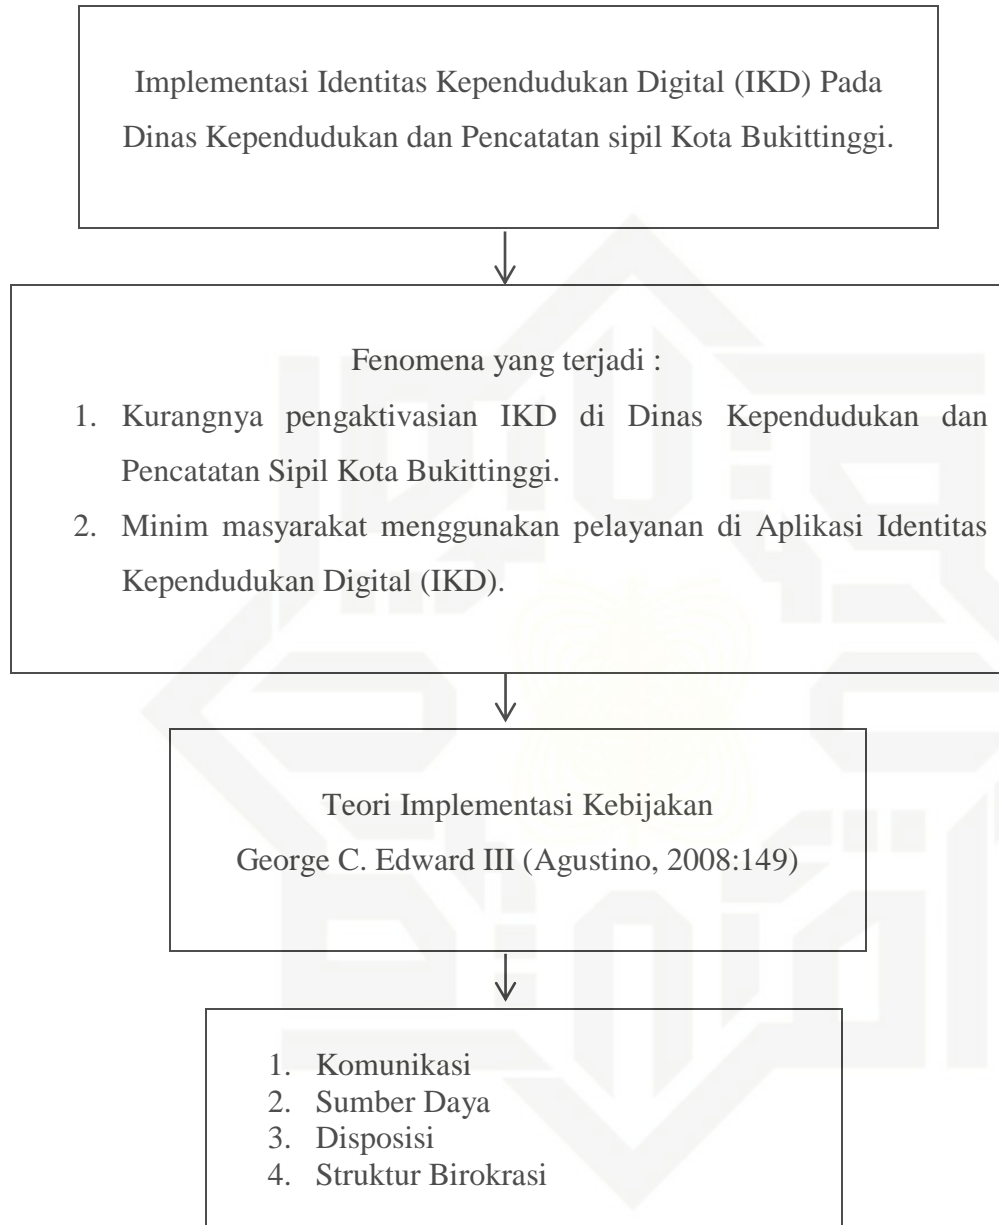 Implementasi Identitas Kependudukan Digital (IKD) Pada
Dinas Kependudukan dan Pencatatan sipil Kota Bukittinggi.
Fenomena yang terjadi :
1. Kurangnya pengaktivasian IKD di Dinas Kependudukan dan
Pencatatan Sipil Kota Bukittinggi.
2. Minim masyarakat menggunakan pelayanan di Aplikasi Identitas
Kependudukan Digital (IKD).
Teori Implementasi Kebijakan
George C. Edward III (Agustino, 2008:149)
1. Komunikasi
2. Sumber Daya
3. Disposisi
4. Struktur Birokrasi